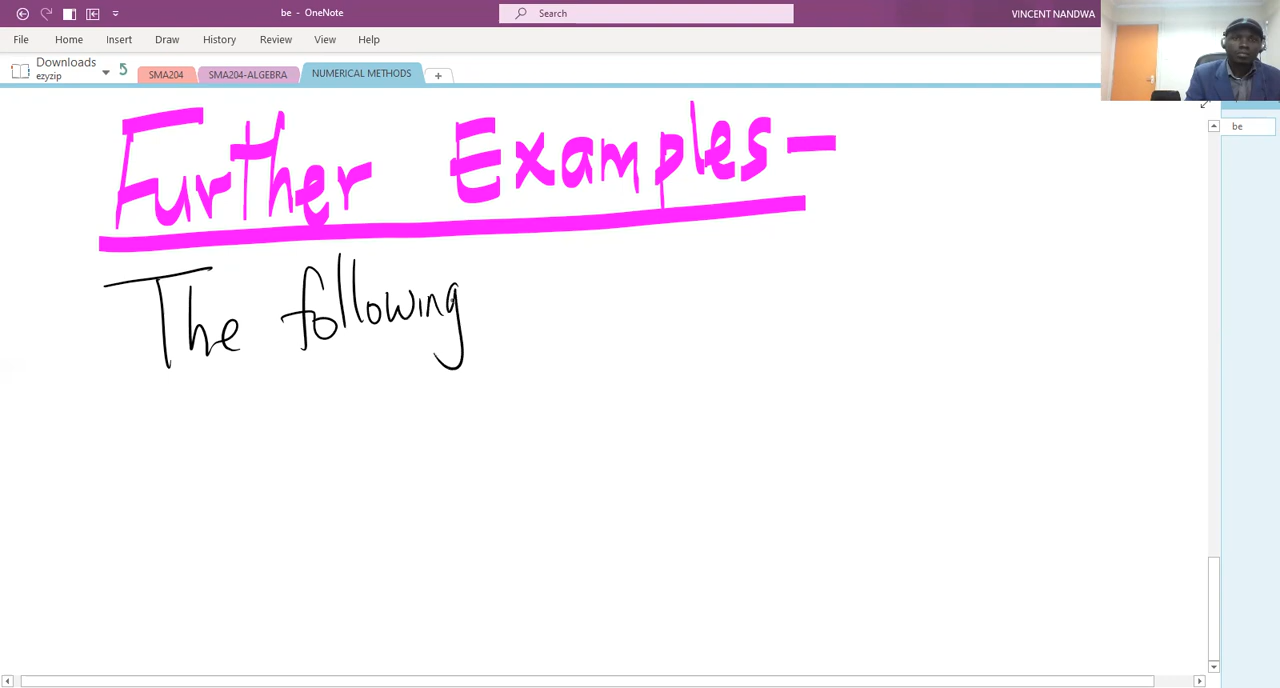 be - OneNote
Search
VINCENT NANDWA
File Home Insert Draw History Review View Help
Downloads
ezyzip
SMA204 SMA204-ALGEBRA NUMERICAL METHODS +
be
Further Examples-
The following